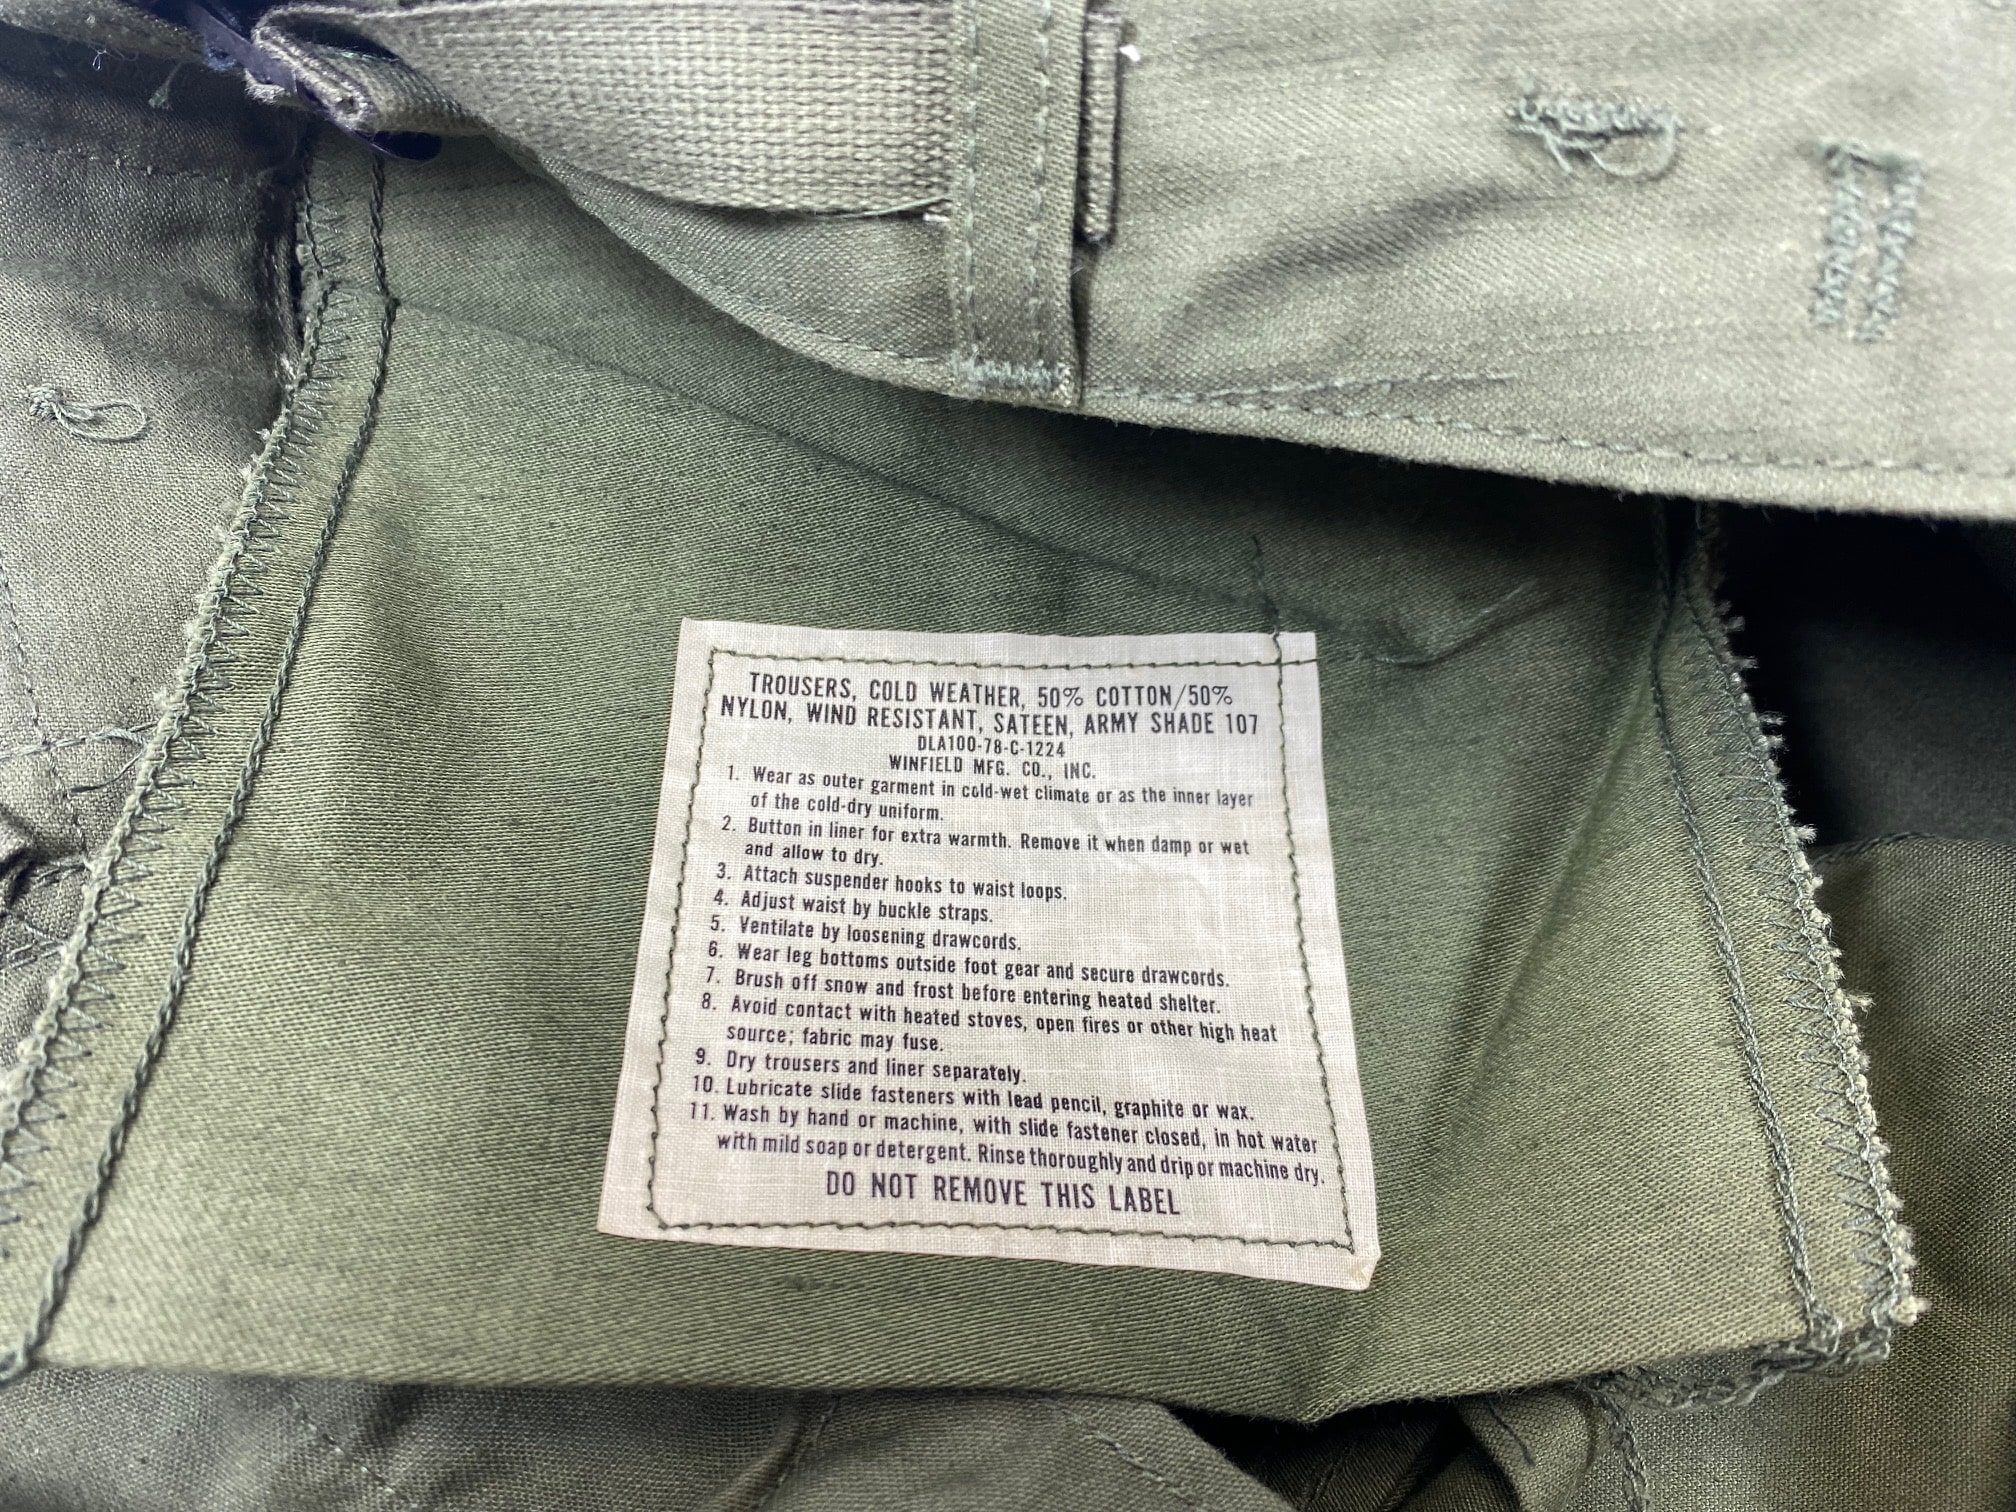 TROUSERS, COLD WEATHER, 50% COTTON/50%
NYLON, WIND RESISTANT, SATEEN, ARMY SHADE 107
DLA100-78-C-1224
WINFIELD MFG. CO., INC.
1. Wear as outer garment in cold-wet climate or as the inner layer
of the cold-dry uniform.
2. Button in liner for extra warmth. Remove it when damp or wet
and allow to dry.
3. Attach suspender hooks to waist loops.
4. Adjust waist by buckle straps.
5. Ventilate by loosening drawcords.
6. Wear leg bottoms outside foot gear and secure drawcords.
7. Brush off snow and frost before entering heated shelter.
8. Avoid contact with heated stoves, open fires or other high heat
source; fabric may fuse.
9. Dry trousers and liner separately.
10. Lubricate slide fasteners with lead pencil, graphite or wax.
11. Wash by hand or machine, with slide fastener closed, in hot water
with mild soap or detergent. Rinse thoroughly and drip or machine dry.
DO NOT REMOVE THIS LABEL